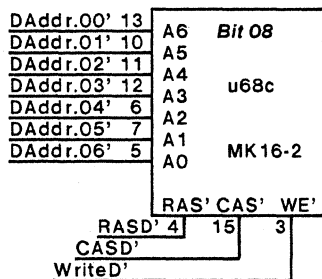 DAddr.00' 13 A6 Bit 08
DAddr.01' 10 A5
DAddr.02' 11 A4 u68c
DAddr.03' 12 A3
DAddr.04' 6 A2
DAddr.05' 7 A1 MK16-2
DAddr.06' 5 A0
RAS' CAS' WE'
RASD' 4 15 3
CASD'
WriteD'